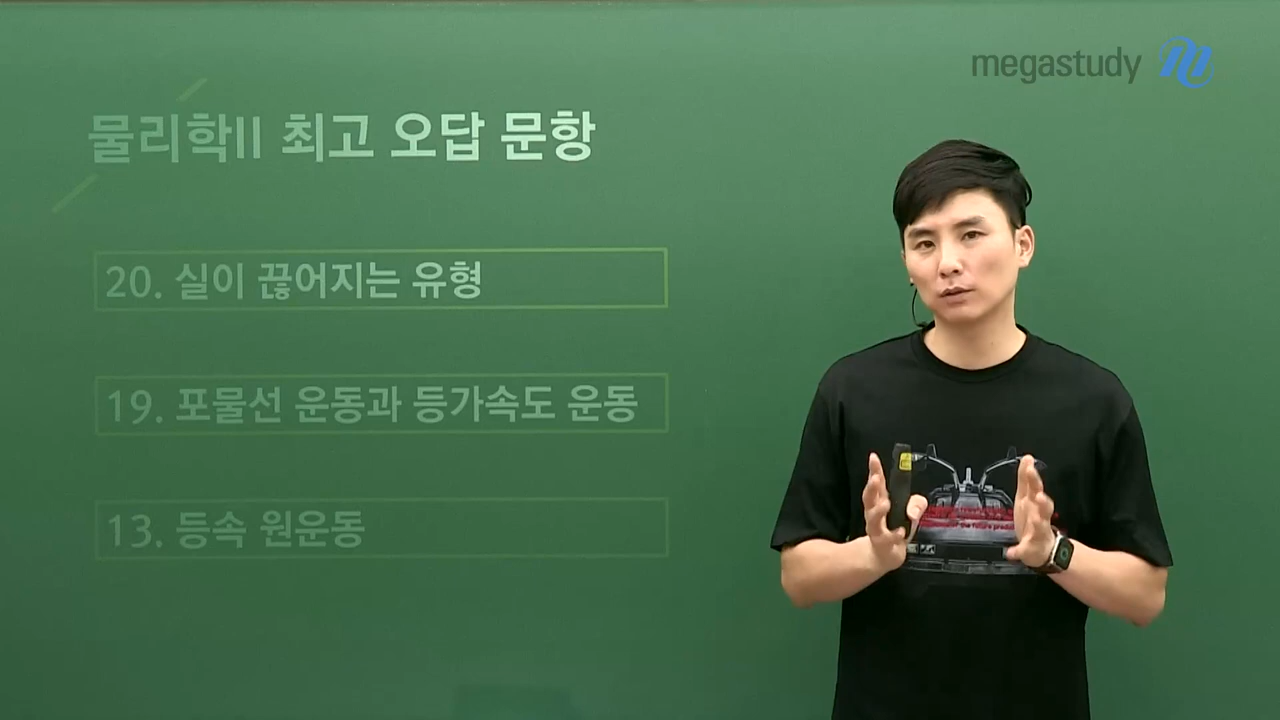 megastudy
물리학II 최고 오답 문항
20. 실이 끊어지는 유형
19. 포물선 운동과 등가속도 운동
13. 등속 원운동